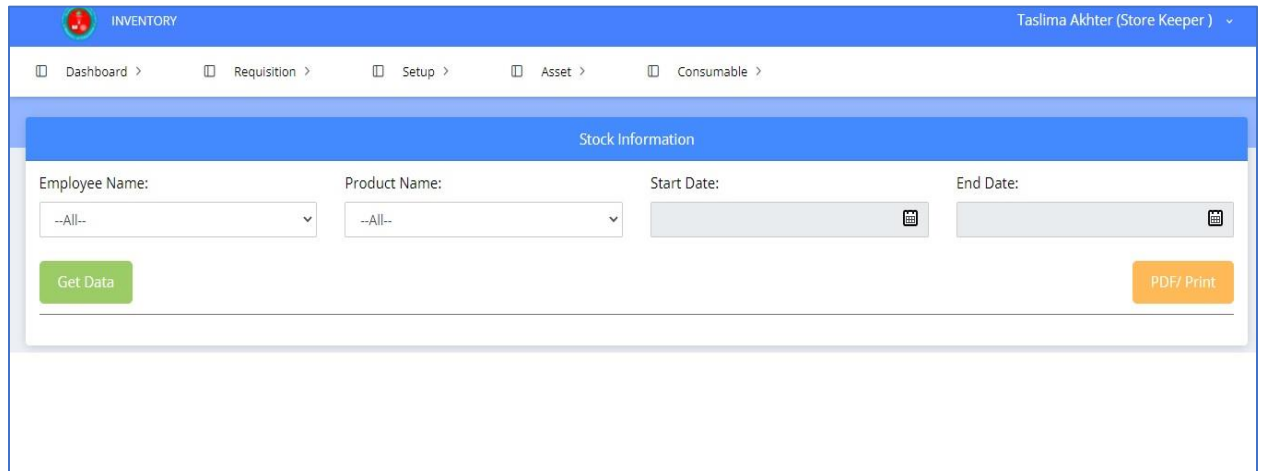 INVENTORY Taslima Akhter (Store Keeper )
Dashboard > Requisition > Setup > Asset > Consumable >
Stock Information
Employee Name: Product Name: Start Date: End Date:
--All-- --All--
Get Data PDF/ Print